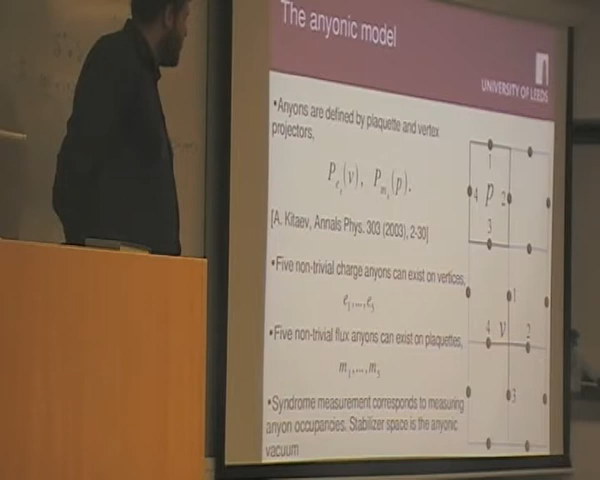 The anyonic model
UNIVERSITY OF LEEDS
•Anyons are defined by plaquette and vertex
projectors,
P_{e_i}(v), P_{m_i}(p).
[A. Kitaev, Annals Phys. 303 (2003), 2-30]
•Five non-trivial charge anyons can exist on vertices,
e_1,...,e_5
•Five non-trivial flux anyons can exist on plaquettes,
m_1,...,m_5
•Syndrome measurement corresponds to measuring
anyon occupancies. Stabilizer space is the anyonic
vacuum
1
4 p 2
3
1
4 v 2
3